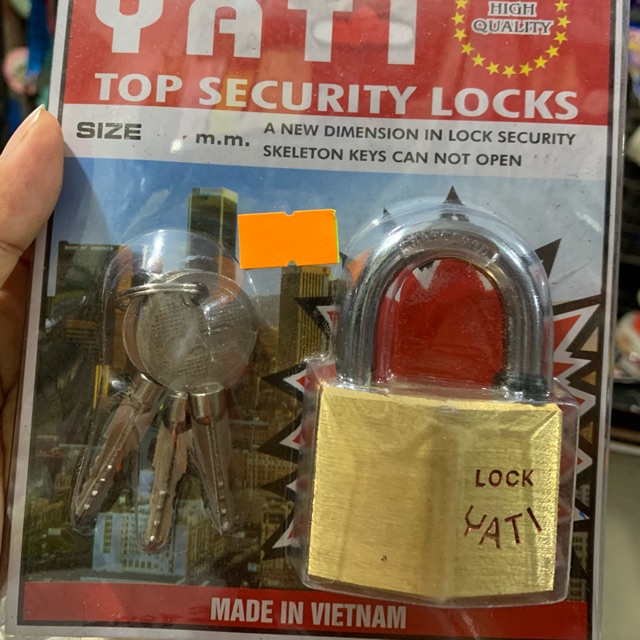 YATI
HIGH
QUALITY
TOP SECURITY LOCKS
SIZE m.m.
A NEW DIMENSION IN LOCK SECURITY
SKELETON KEYS CAN NOT OPEN
LOCK
YATI
MADE IN VIETNAM